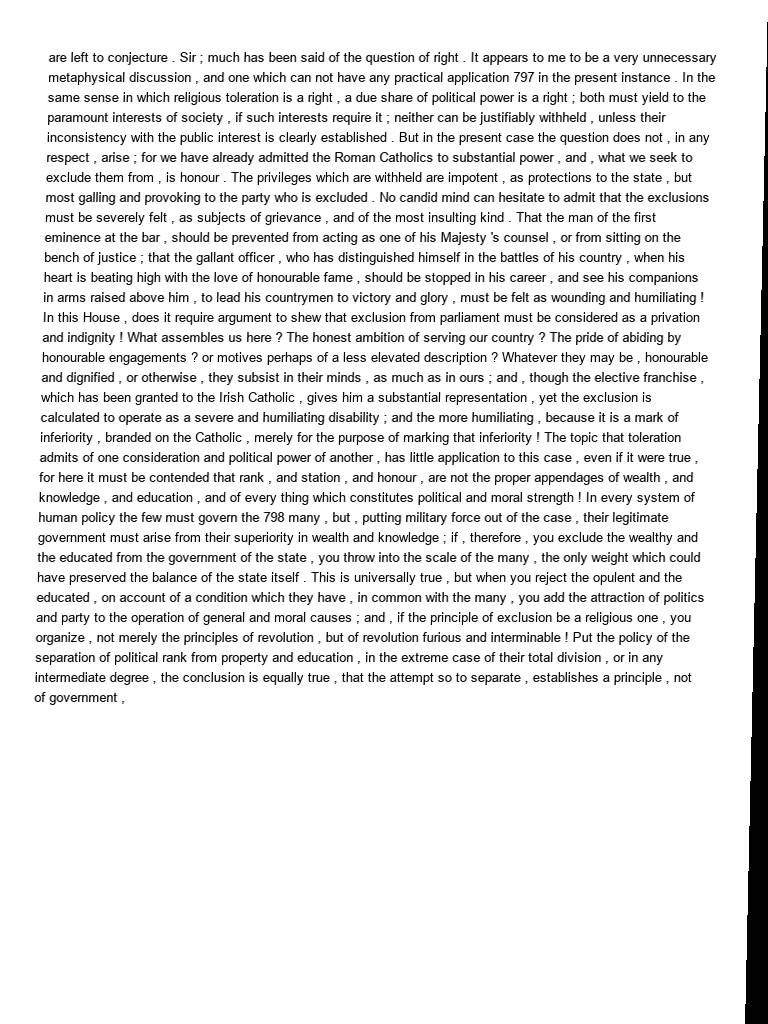 are left to conjecture . Sir ; much has been said of the question of right . It appears to me to be a very unnecessary
metaphysical discussion , and one which can not have any practical application 797 in the present instance . In the
same sense in which religious toleration is a right , a due share of political power is a right ; both must yield to the
paramount interests of society , if such interests require it ; neither can be justifiably withheld , unless their
inconsistency with the public interest is clearly established . But in the present case the question does not , in any
respect , arise ; for we have already admitted the Roman Catholics to substantial power , and , what we seek to
exclude them from , is honour . The privileges which are withheld are impotent , as protections to the state , but
most galling and provoking to the party who is excluded . No candid mind can hesitate to admit that the exclusions
must be severely felt , as subjects of grievance , and of the most insulting kind . That the man of the first
eminence at the bar , should be prevented from acting as one of his Majesty 's counsel , or from sitting on the
bench of justice ; that the gallant officer , who has distinguished himself in the battles of his country , when his
heart is beating high with the love of honourable fame , should be stopped in his career , and see his companions
in arms raised above him , to lead his countrymen to victory and glory , must be felt as wounding and humiliating !
In this House , does it require argument to shew that exclusion from parliament must be considered as a privation
and indignity ! What assembles us here ? The honest ambition of serving our country ? The pride of abiding by
honourable engagements ? or motives perhaps of a less elevated description ? Whatever they may be , honourable
and dignified , or otherwise , they subsist in their minds , as much as in ours ; and , though the elective franchise ,
which has been granted to the Irish Catholic , gives him a substantial representation , yet the exclusion is
calculated to operate as a severe and humiliating disability ; and the more humiliating , because it is a mark of
inferiority , branded on the Catholic , merely for the purpose of marking that inferiority ! The topic that toleration
admits of one consideration and political power of another , has little application to this case , even if it were true ,
for here it must be contended that rank , and station , and honour , are not the proper appendages of wealth , and
knowledge , and education , and of every thing which constitutes political and moral strength ! In every system of
human policy the few must govern the 798 many , but , putting military force out of the case , their legitimate
government must arise from their superiority in wealth and knowledge ; if , therefore , you exclude the wealthy and
the educated from the government of the state , you throw into the scale of the many , the only weight which could
have preserved the balance of the state itself . This is universally true , but when you reject the opulent and the
educated , on account of a condition which they have , in common with the many , you add the attraction of politics
and party to the operation of general and moral causes ; and , if the principle of exclusion be a religious one , you
organize , not merely the principles of revolution , but of revolution furious and interminable ! Put the policy of the
separation of political rank from property and education , in the extreme case of their total division , or in any
intermediate degree , the conclusion is equally true , that the attempt so to separate , establishes a principle , not
of government ,